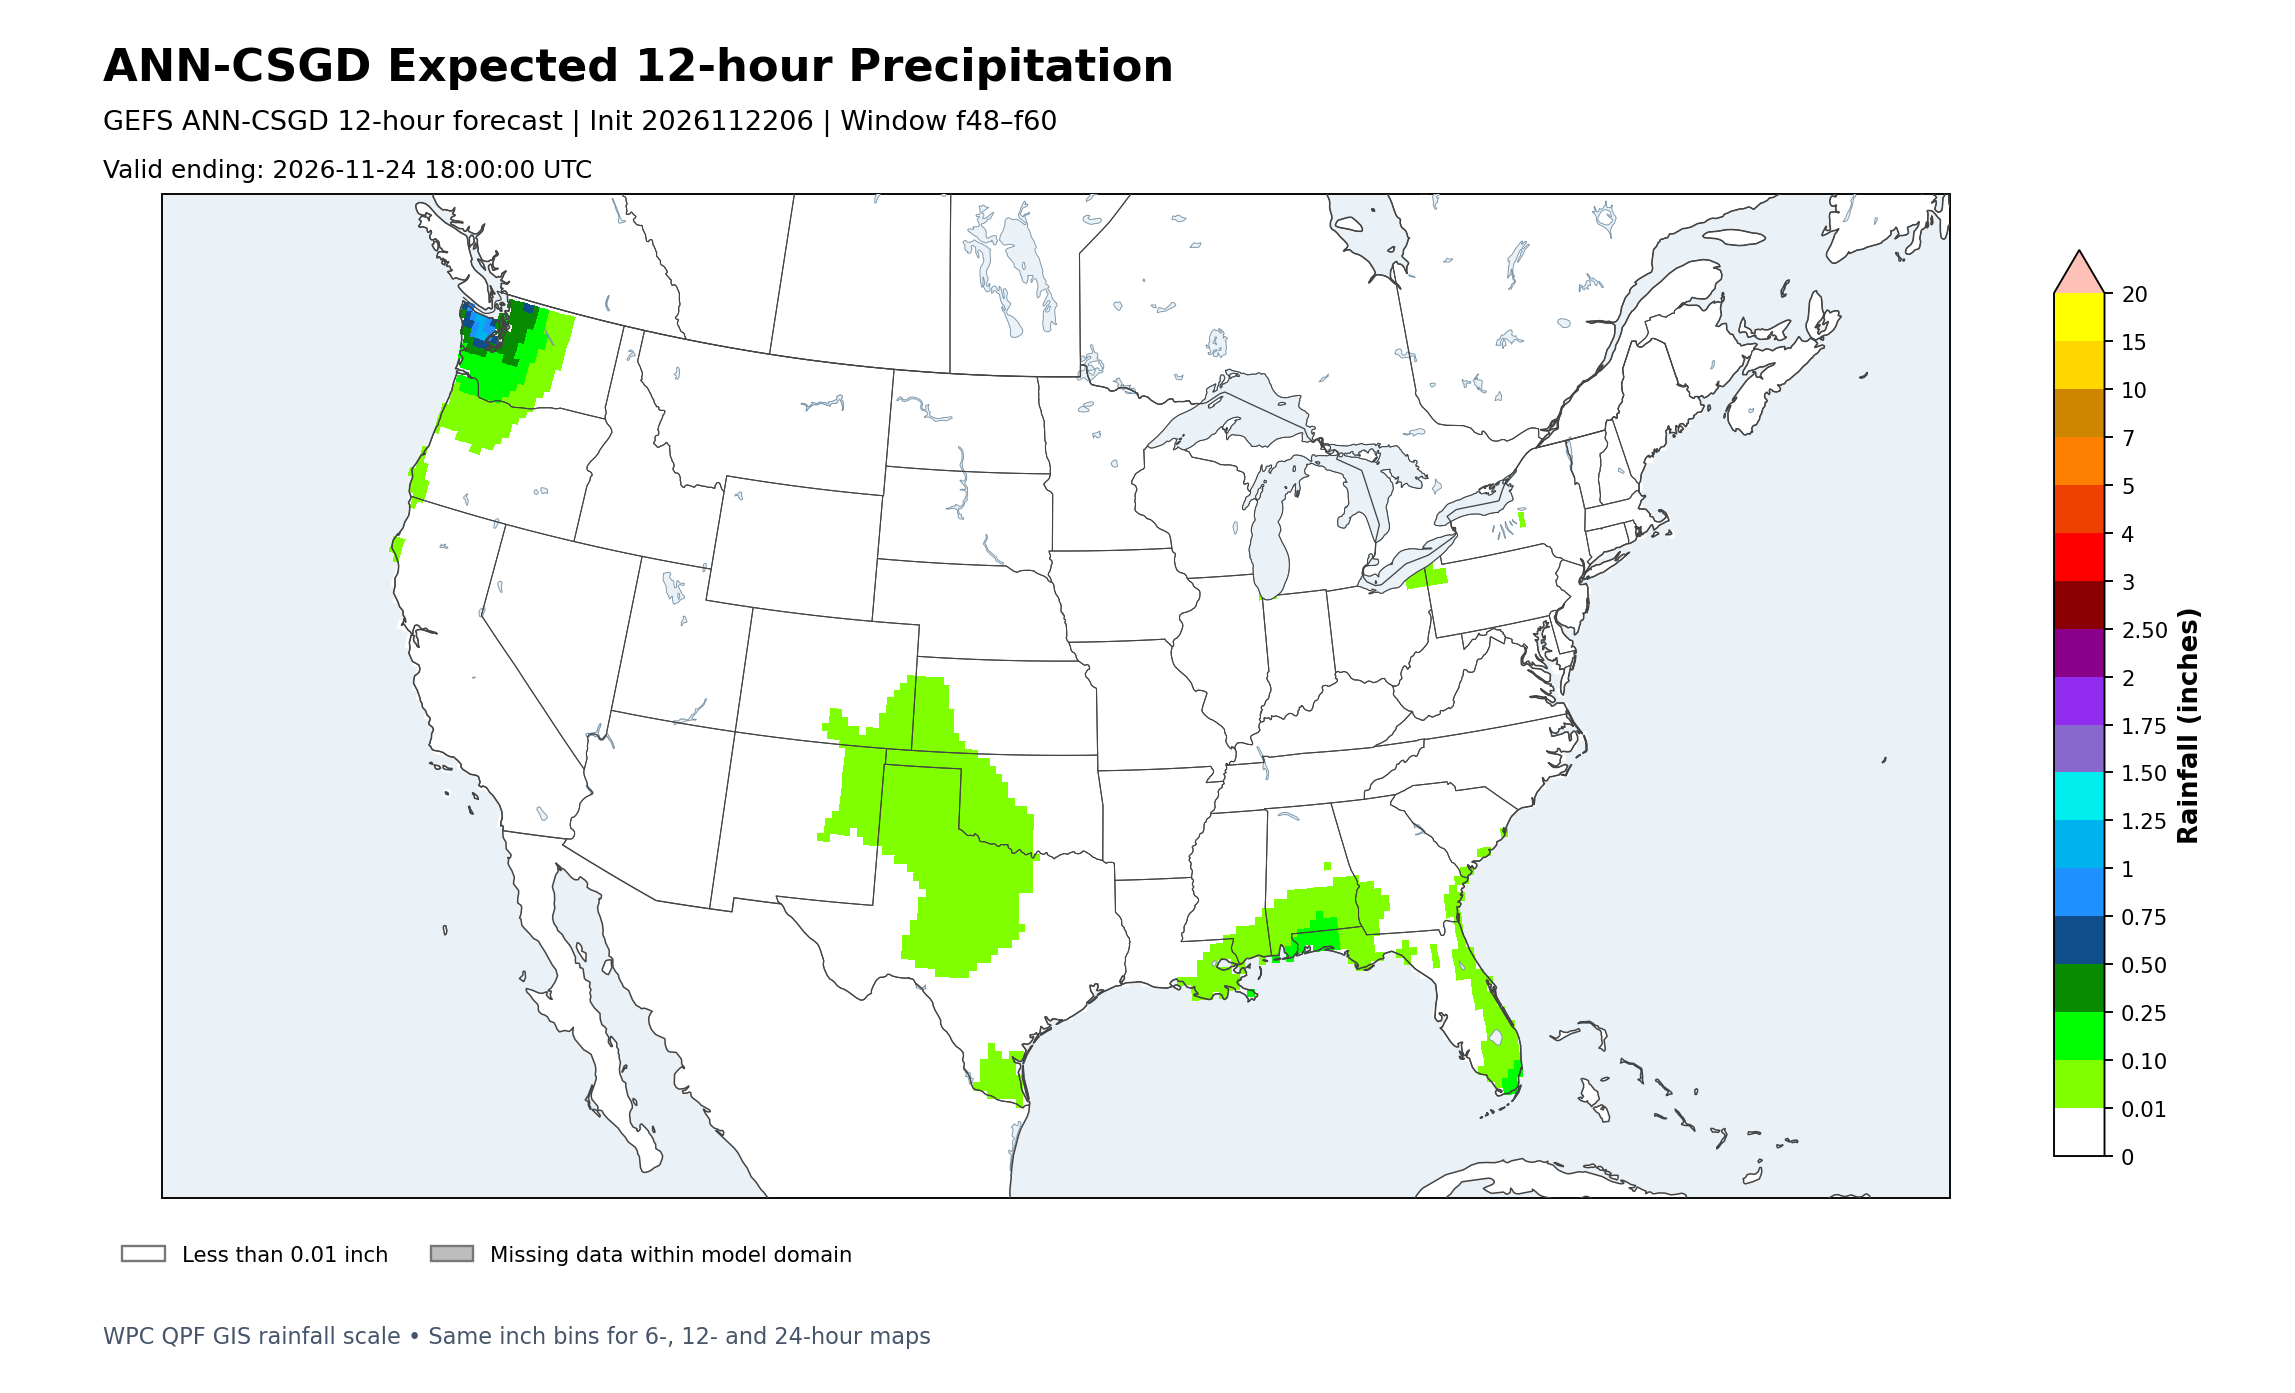 ANN-CSGD Expected 12-hour Precipitation
GEFS ANN-CSGD 12-hour forecast | Init 2026112206 | Window f48–f60
Valid ending: 2026-11-24 18:00:00 UTC
20
15
10
7
5
4
3
2.50
2
1.75
1.50
1.25
1
0.75
0.50
0.25
0.10
0.01
0
Rainfall (inches)
Less than 0.01 inch
Missing data within model domain
WPC QPF GIS rainfall scale • Same inch bins for 6-, 12- and 24-hour maps